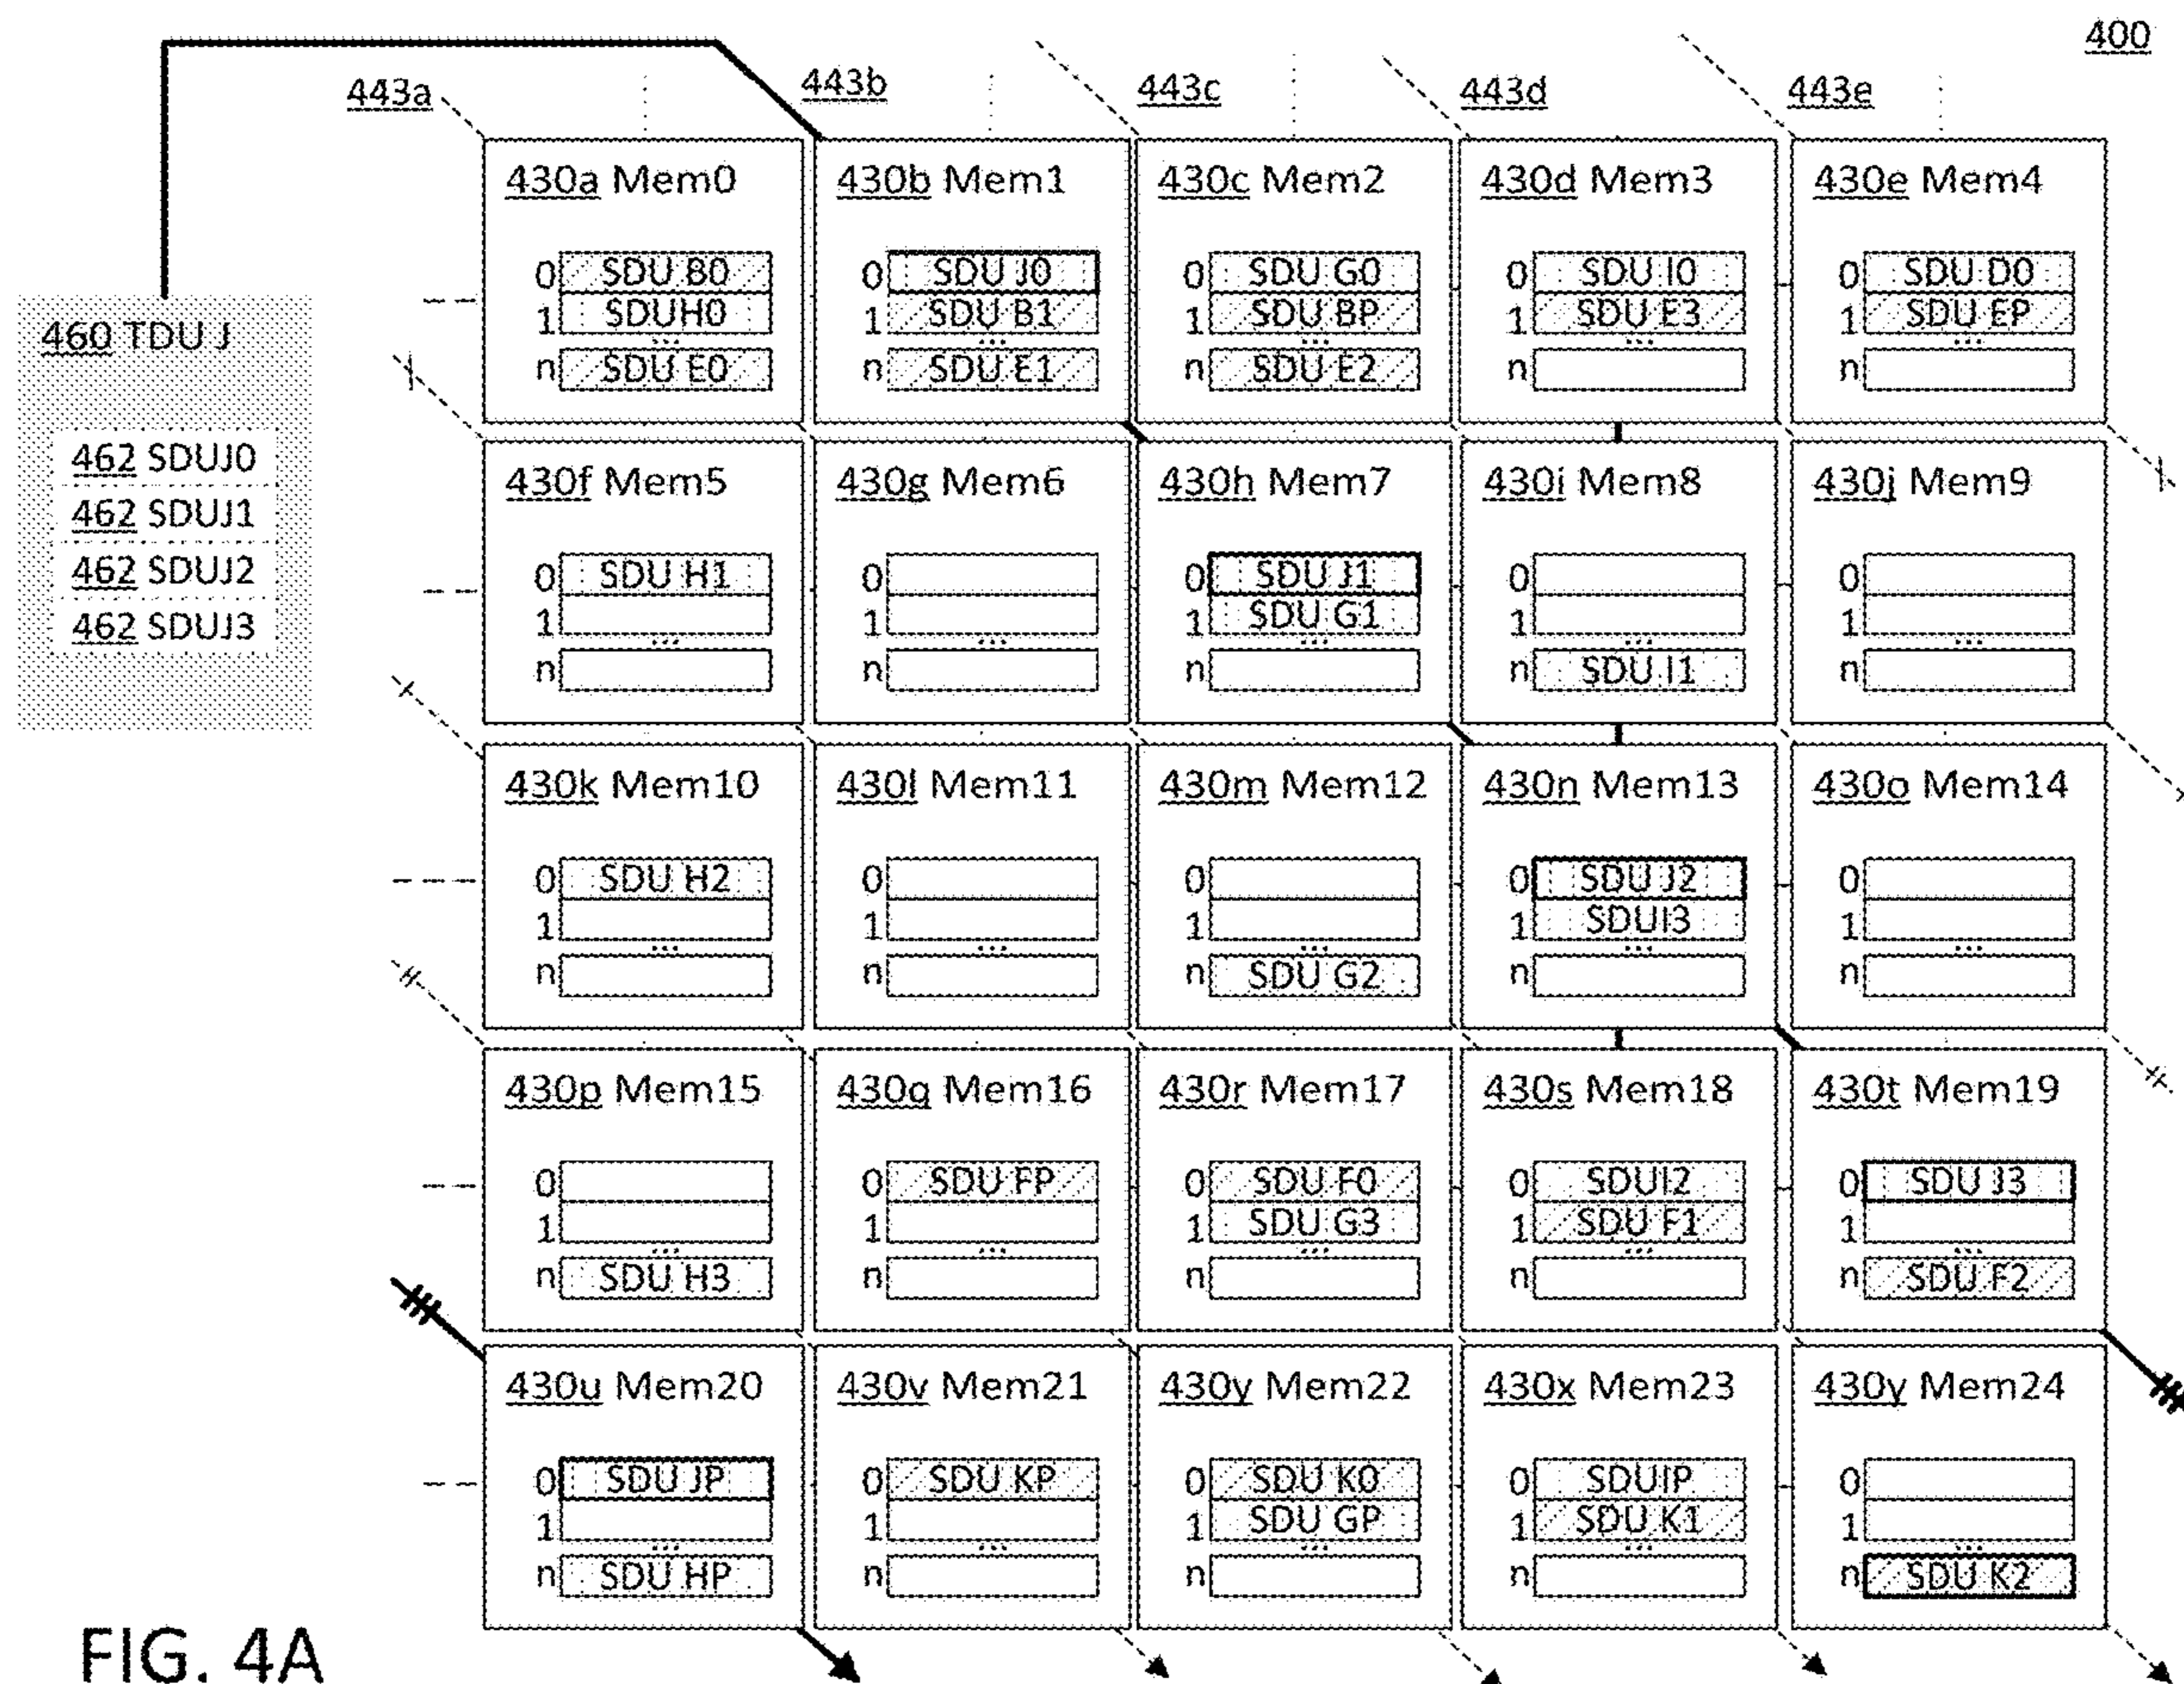 400
443a 443b 443c 443d 443e
430a Mem0 430b Mem1 430c Mem2 430d Mem3 430e Mem4
0 SDU B0 0 SDU J0 0 SDU G0 0 SDU I0 0 SDU D0
1 SDUH0 1 SDU B1 1 SDU BP 1 SDU E3 1 SDU EP
... ... ... ... ...
n SDU E0 n SDU E1 n SDU E2 n n
460 TDU J
462 SDUJ0
462 SDUJ1
462 SDUJ2
462 SDUJ3
430f Mem5 430g Mem6 430h Mem7 430i Mem8 430j Mem9
0 SDU H1 0 0 SDU J1 0 0
1 1 1 SDU G1 1 1
... ... ... ... ...
n n n n SDU I1 n
430k Mem10 430l Mem11 430m Mem12 430n Mem13 430o Mem14
0 SDU H2 0 0 0 SDU J2 0
1 1 1 1 SDUI3 1
... ... ... ... ...
n n n SDU G2 n n
430p Mem15 430q Mem16 430r Mem17 430s Mem18 430t Mem19
0 0 SDU FP 0 SDU F0 0 SDUI2 0 SDU J3
1 1 1 SDU G3 1 SDU F1 1
... ... ... ... ...
n SDU H3 n n n n SDU F2
430u Mem20 430v Mem21 430y Mem22 430x Mem23 430y Mem24
0 SDU JP 0 SDU KP 0 SDU K0 0 SDUIP 0
1 1 1 SDU GP 1 SDU K1 1
... ... ... ... ...
n SDU HP n n n n SDU K2
FIG. 4A